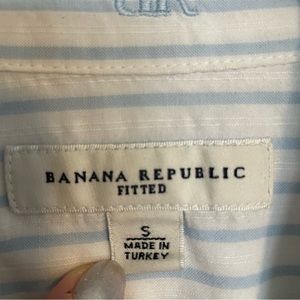 BANANA REPUBLIC
FITTED
S
MADE IN
TURKEY